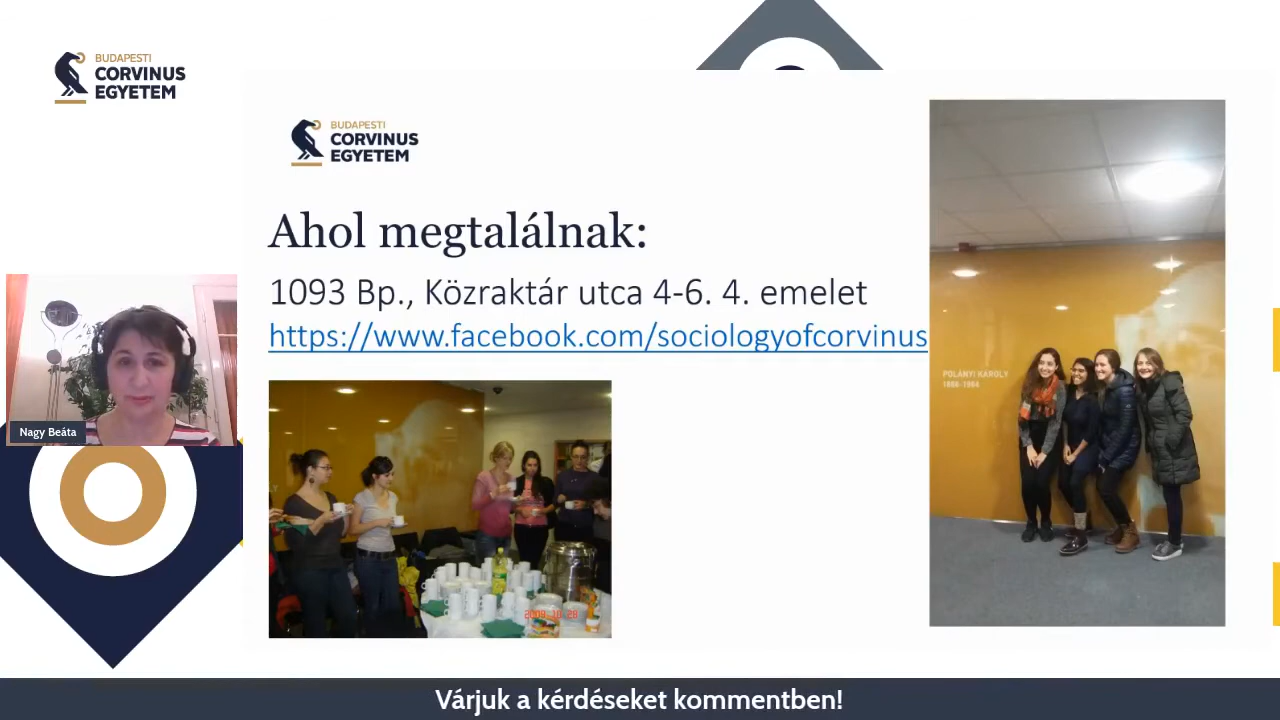 BUDAPESTI
CORVINUS
EGYETEM
BUDAPESTI
CORVINUS
EGYETEM
Ahol megtalálnak:
1093 Bp., Közraktár utca 4-6. 4. emelet
https://www.facebook.com/sociologyofcorvinus
POLÁNYI KÁROLY
1886-1964
Nagy Beáta
2009.10.28
Várjuk a kérdéseket kommentben!